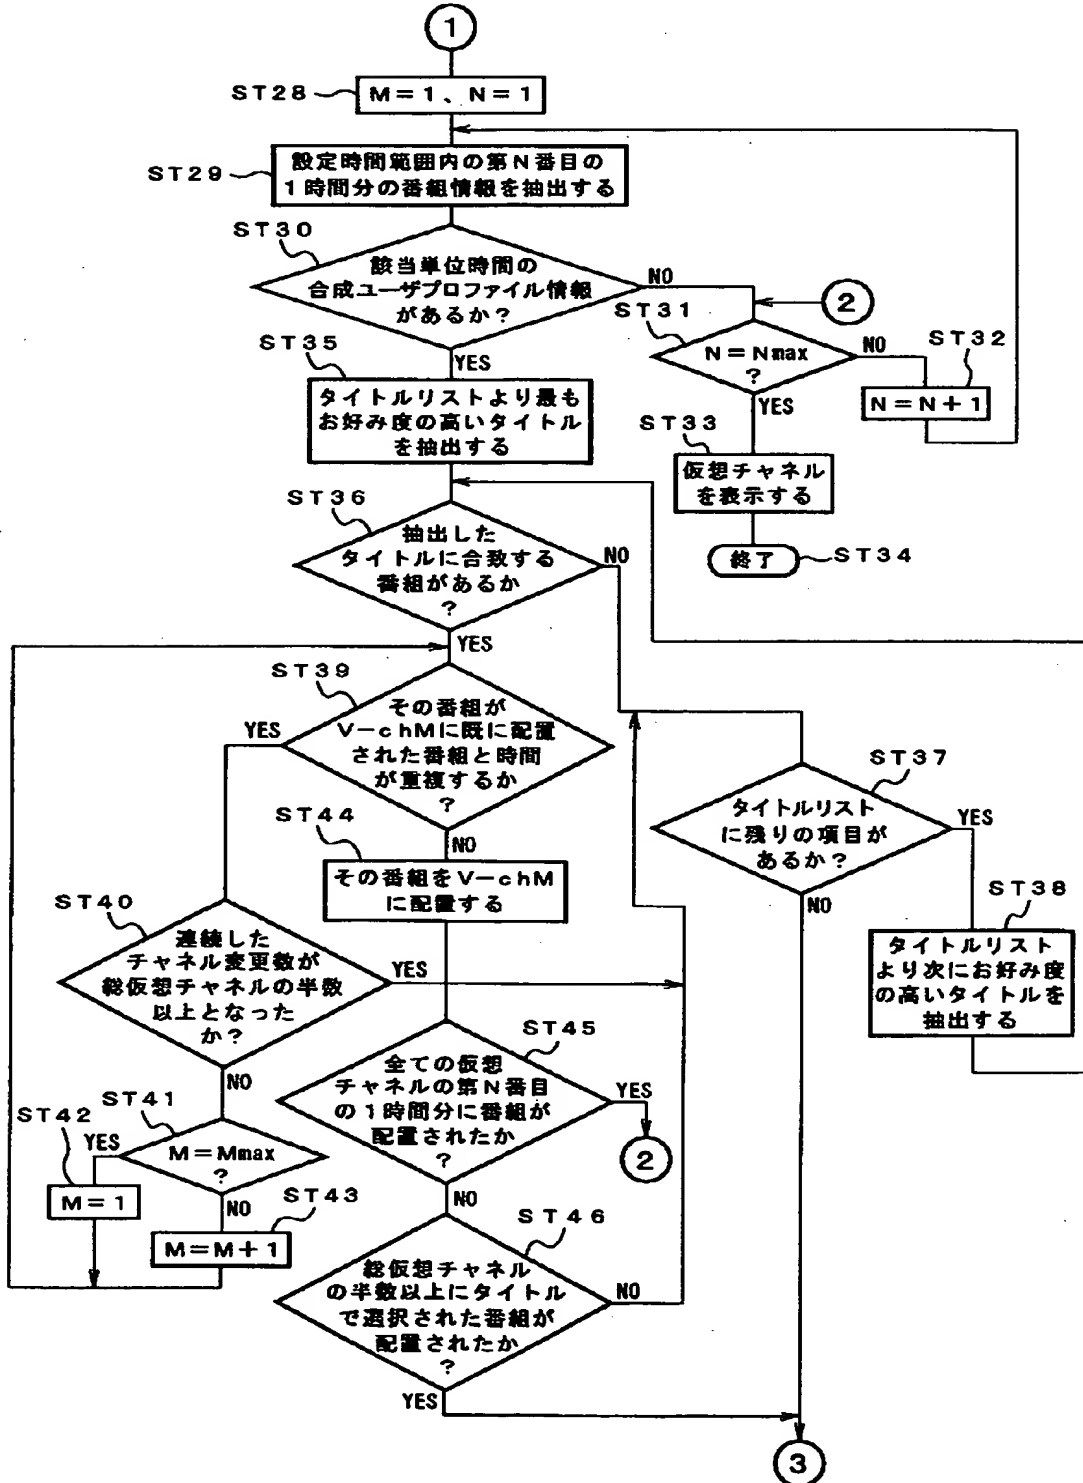 1
ST28
M=1、N=1
ST29
設定時間範囲内の第N番目の
1時間分の番組情報を抽出する
ST30
該当単位時間の
合成ユーザプロファイル情報
があるか?
NO
YES
2
ST31
N=Nmax
?
NO
YES
ST32
N=N+1
ST33
仮想チャネル
を表示する
終了
ST34
ST35
タイトルリストより最も
お好み度の高いタイトル
を抽出する
ST36
抽出した
タイトルに合致する
番組があるか
?
NO
YES
ST39
その番組が
V-chMに既に配置
された番組と時間
が重複するか
?
YES
NO
ST37
タイトルリスト
に残りの項目が
あるか?
YES
NO
ST38
タイトルリスト
より次にお好み度
の高いタイトルを
抽出する
ST44
その番組をV-chM
に配置する
ST40
連続した
チャネル変更数が
総仮想チャネルの半数
以上となった
か?
YES
NO
ST41
M=Mmax
?
YES
NO
ST42
M=1
ST43
M=M+1
ST45
全ての仮想
チャネルの第N番目
の1時間分に番組が
配置されたか
?
YES
2
NO
ST46
総仮想チャネル
の半数以上にタイトル
で選択された番組が
配置されたか
?
NO
YES
3